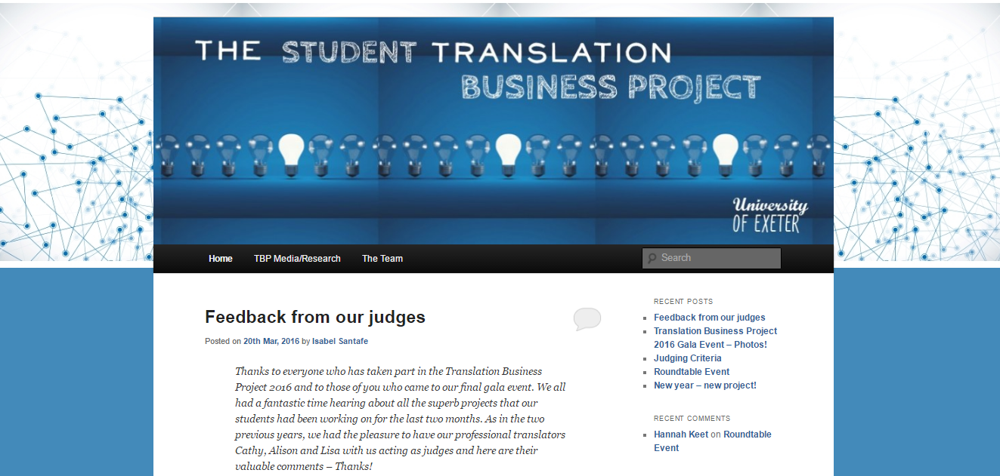 THE STUDENT TRANSLATION
BUSINESS PROJECT
University
OF EXETER
Home TBP Media/Research The Team Search
Feedback from our judges
Posted on 20th Mar, 2016 by Isabel Santafe
Thanks to everyone who has taken part in the Translation Business
Project 2016 and to those of you who came to our final gala event. We all
had a fantastic time hearing about all the superb projects that our
students had been working on for the last two months. As in the two
previous years, we had the pleasure to have our professional translators
Cathy, Alison and Lisa with us acting as judges and here are their
valuable comments – Thanks!
RECENT POSTS
Feedback from our judges
Translation Business Project
2016 Gala Event – Photos!
Judging Criteria
Roundtable Event
New year – new project!
RECENT COMMENTS
Hannah Keet on Roundtable
Event